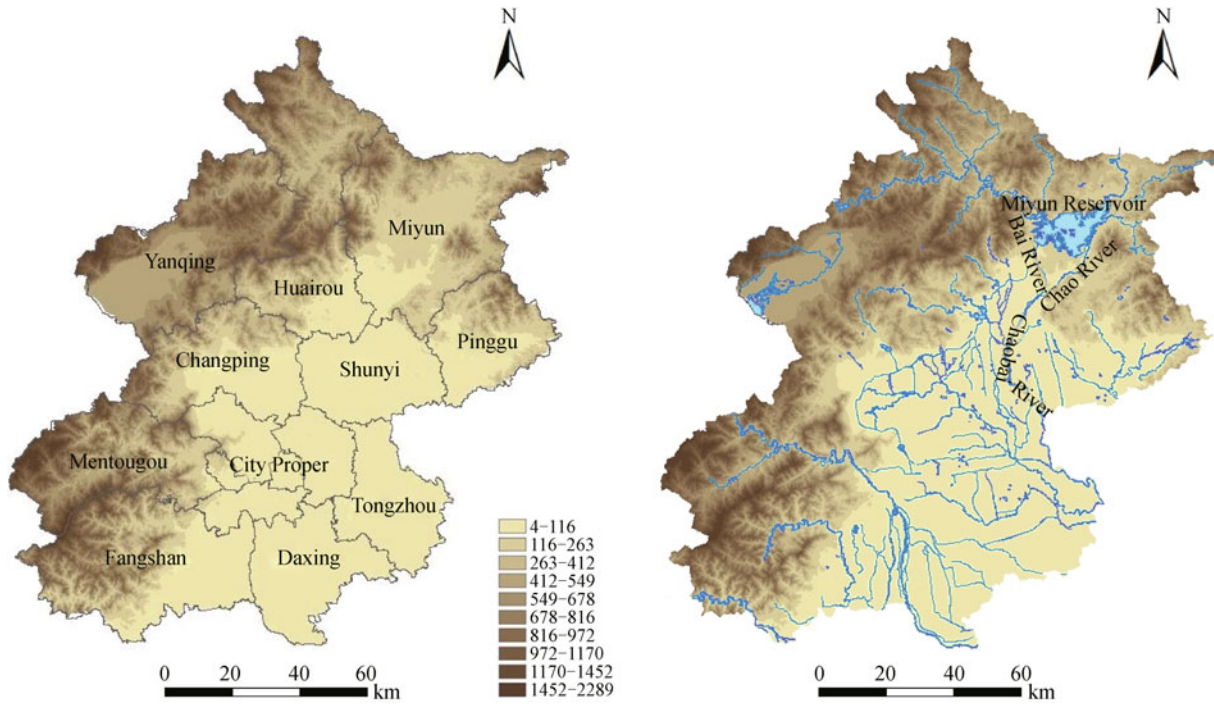 N
Miyun
Yanqing
Huairou
Pinggu
Changping
Shunyi
Mentougou
City Proper
Tongzhou
Fangshan
Daxing
4−116
116−263
263−412
412−549
549−678
678−816
816−972
972−1170
1170−1452
1452−2289
0 20 40 60
km
N
Miyun Reservoir
Bai River
Chao River
Chaobai River
0 20 40 60
km